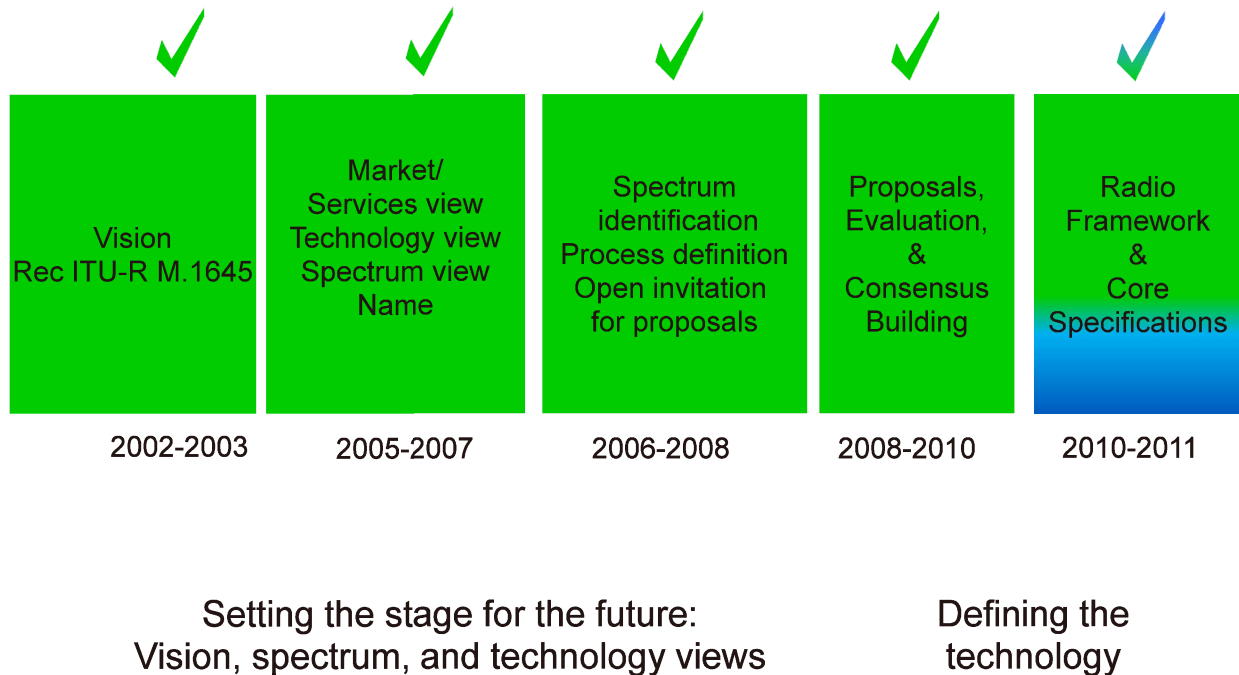 Vision
Rec ITU-R M.1645
Market/
Services view
Technology view
Spectrum view
Name
Spectrum
identification
Process definition
Open invitation
for proposals
Proposals,
Evaluation,
&
Consensus
Building
Radio
Framework
&
Core
Specifications
2002-2003
2005-2007
2006-2008
2008-2010
2010-2011
Setting the stage for the future:
Vision, spectrum, and technology views
Defining the
technology